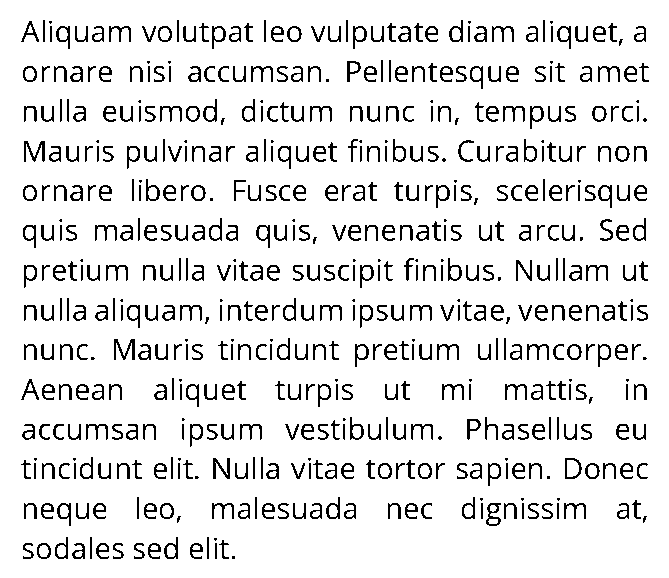 Aliquam volutpat leo vulputate diam aliquet, a
ornare nisi accumsan. Pellentesque sit amet
nulla euismod, dictum nunc in, tempus orci.
Mauris pulvinar aliquet finibus. Curabitur non
ornare libero. Fusce erat turpis, scelerisque
quis malesuada quis, venenatis ut arcu. Sed
pretium nulla vitae suscipit finibus. Nullam ut
nulla aliquam, interdum ipsum vitae, venenatis
nunc. Mauris tincidunt pretium ullamcorper.
Aenean aliquet turpis ut mi mattis, in
accumsan ipsum vestibulum. Phasellus eu
tincidunt elit. Nulla vitae tortor sapien. Donec
neque leo, malesuada nec dignissim at,
sodales sed elit.